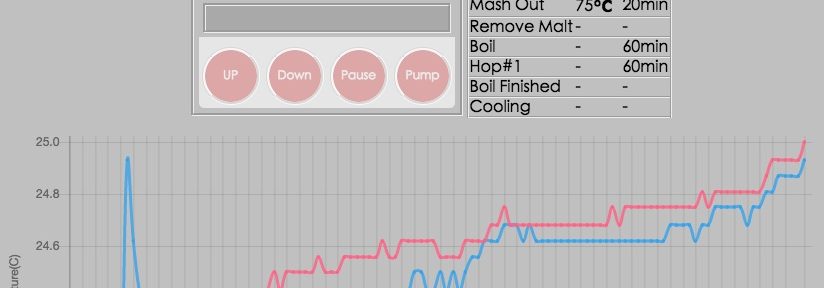 Mash Out 75°C 20min
Remove Malt- -
Boil - 60min
Hop#1 - 60min
Boil Finished - -
Cooling - -
UP Down Pause Pump
25.0
24.8
24.6
ture(C)